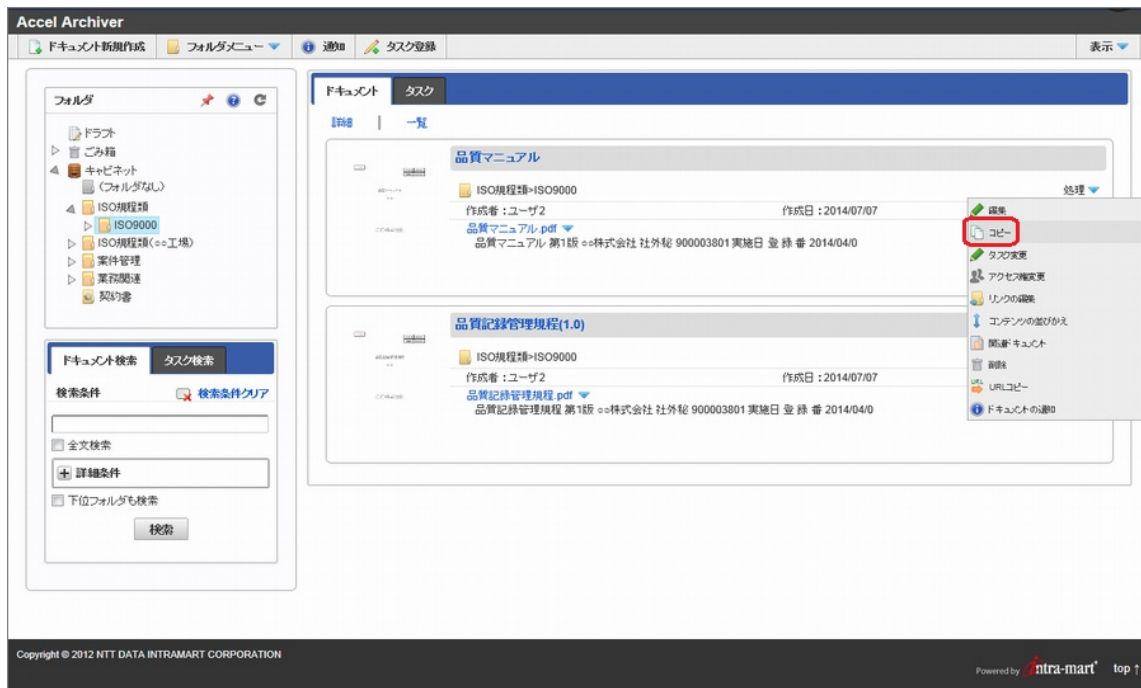 Accel Archiver
ドキュメント新規作成 フォルダメニュー 通知 タスク登録 表示
フォルダ
ドラフト
ごみ箱
キャビネット
(フォルダなし)
ISO規程類
ISO9000
ISO規程類(○○工場)
案件管理
業務関連
契約書
ドキュメント検索 タスク検索
検索条件 検索条件クリア
全文検索
詳細条件
下位フォルダも検索
検索
ドキュメント タスク
詳細 | 一覧
品質マニュアル
ISO規程類>ISO9000 処理
作成者:ユーザ2 作成日:2014/07/07
品質マニュアル.pdf
品質マニュアル 第1版 ○○株式会社 社外秘 900003801 実施日 登 録 番 2014/04/0
品質記録管理規程(1.0)
ISO規程類>ISO9000
作成者:ユーザ2 作成日:2014/07/07
品質記録管理規程.pdf
品質記録管理規程 第1版 ○○株式会社 社外秘 900003801 実施日 登 録 番 2014/04/0
編集
コピー
タスク変更
アクセス権変更
リンクの編集
コンテンツの並びかえ
関連ドキュメント
削除
URLコピー
ドキュメントの通知
Copyright © 2012 NTT DATA INTRAMART CORPORATION
Powered by intra-mart top ↑